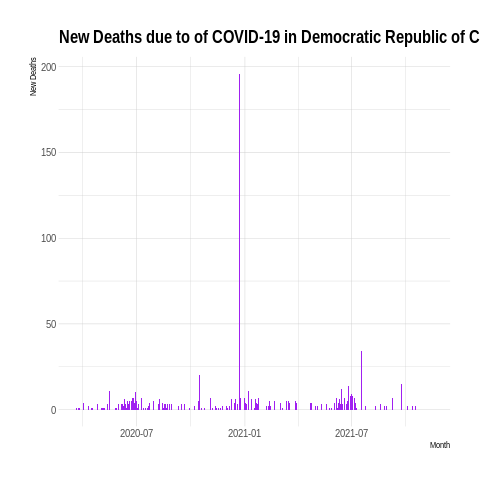 New Deaths due to of COVID-19 in Democratic Republic of C
New Deaths
200
150
100
50
0
2020-07 2021-01 2021-07
Month